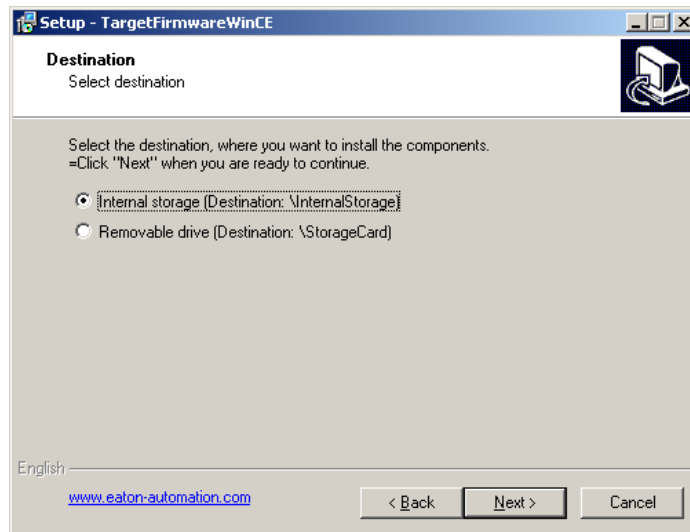 Setup - TargetFirmwareWinCE
Destination
Select destination
Select the destination, where you want to install the components.
=Click "Next" when you are ready to continue.
Internal storage (Destination: \InternalStorage)
Removable drive (Destination: \StorageCard)
English
www.eaton-automation.com
< Back
Next >
Cancel